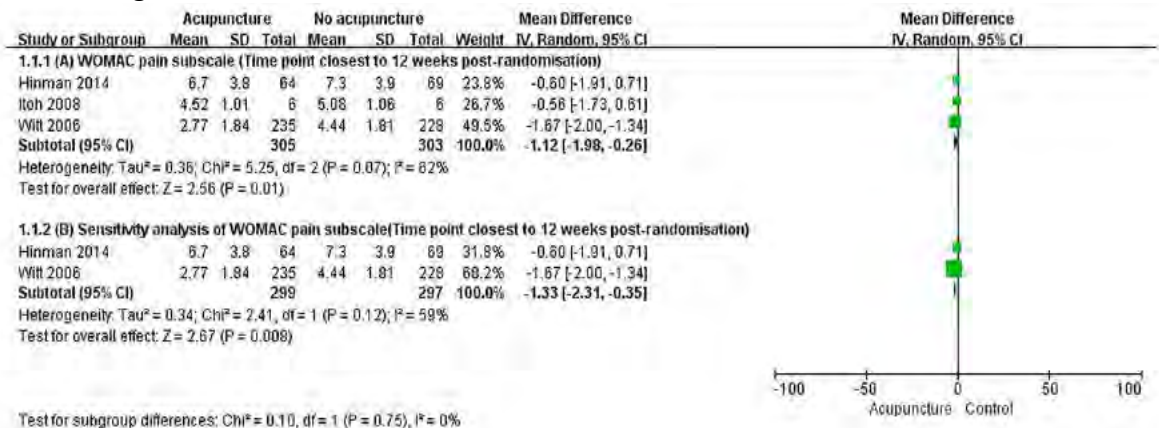 Acupuncture No acupuncture Mean Difference Mean Difference
Study or Subgroup Mean SD Total Mean SD Total Weight IV, Random, 95% CI IV, Random, 95% CI
1.1.1 (A) WOMAC pain subscale (Time point closest to 12 weeks post-randomisation)
Hinman 2014 6.7 3.8 64 7.3 3.9 69 23.8% -0.60 [-1.91, 0.71]
Itoh 2008 4.52 1.01 6 5.08 1.06 6 26.7% -0.56 [-1.73, 0.61]
Witt 2006 2.77 1.84 235 4.44 1.81 228 49.5% -1.67 [-2.00, -1.34]
Subtotal (95% CI) 305 303 100.0% -1.12 [-1.98, -0.26]
Heterogeneity: Tau² = 0.36; Chi² = 5.25, df = 2 (P = 0.07); I² = 62%
Test for overall effect: Z = 2.56 (P = 0.01)
1.1.2 (B) Sensitivity analysis of WOMAC pain subscale(Time point closest to 12 weeks post-randomisation)
Hinman 2014 6.7 3.8 64 7.3 3.9 69 31.8% -0.60 [-1.91, 0.71]
Witt 2006 2.77 1.84 235 4.44 1.81 228 68.2% -1.67 [-2.00, -1.34]
Subtotal (95% CI) 299 297 100.0% -1.33 [-2.31, -0.35]
Heterogeneity: Tau² = 0.34; Chi² = 2.41, df = 1 (P = 0.12); I² = 59%
Test for overall effect: Z = 2.67 (P = 0.008)
-100 -50 0 50 100
Acupuncture Control
Test for subgroup differences: Chi² = 0.10, df = 1 (P = 0.75), I² = 0%